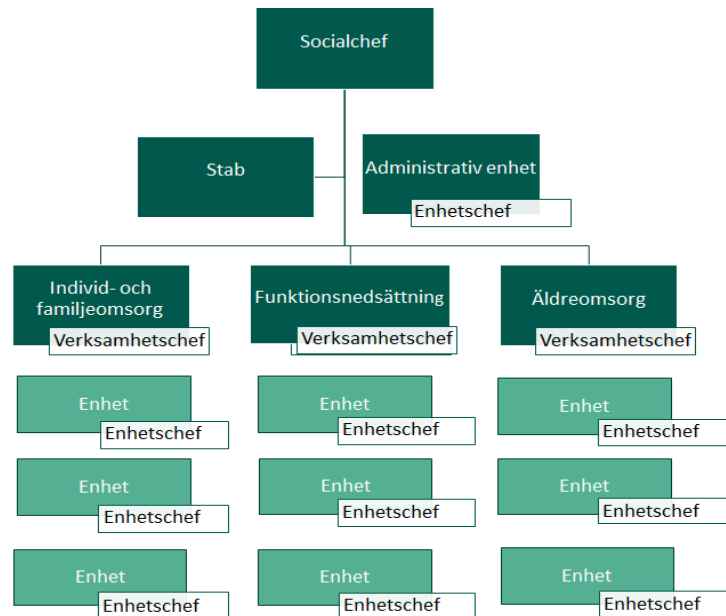 Socialchef
Stab
Administrativ enhet
Enhetschef
Individ- och
familjeomsorg
Verksamhetschef
Funktionsnedsättning
Verksamhetschef
Äldreomsorg
Verksamhetschef
Enhet
Enhetschef
Enhet
Enhetschef
Enhet
Enhetschef
Enhet
Enhetschef
Enhet
Enhetschef
Enhet
Enhetschef
Enhet
Enhetschef
Enhet
Enhetschef
Enhet
Enhetschef